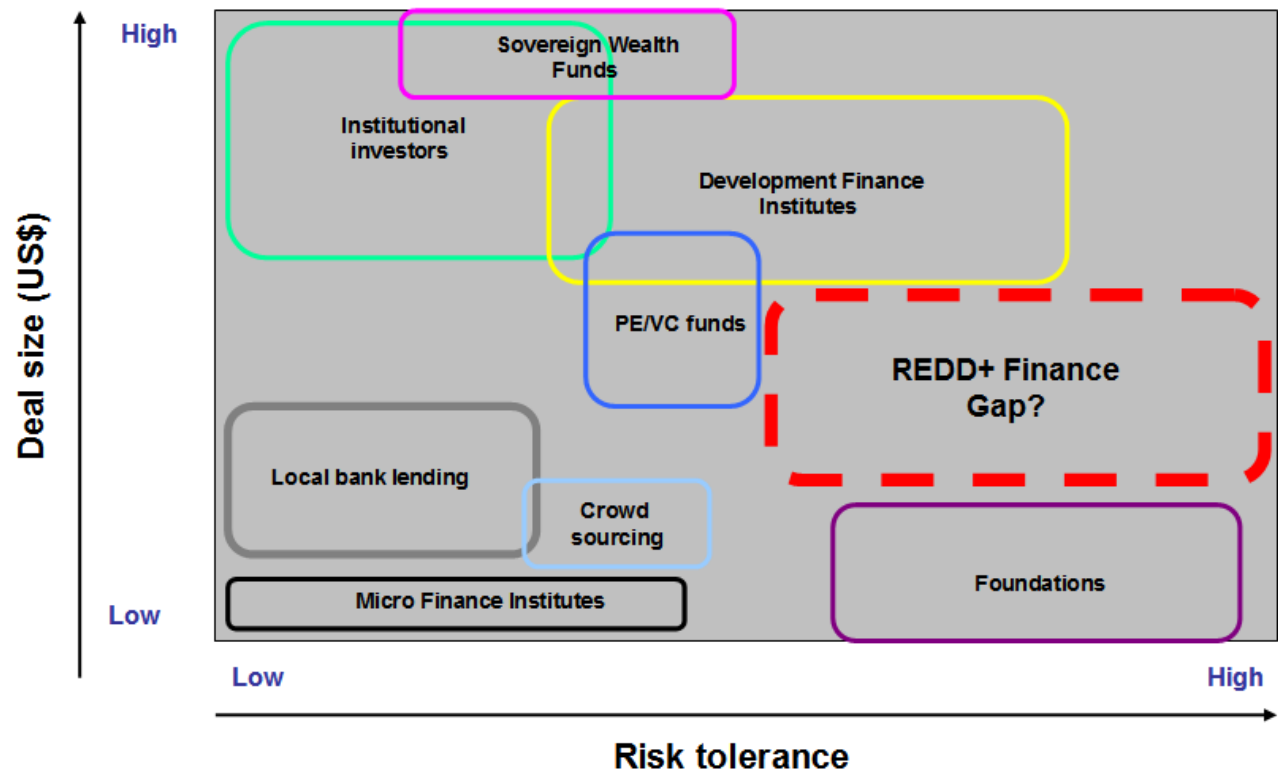 High
Sovereign Wealth
Funds
Institutional
investors
Development Finance
Institutes
Deal size (US$)
PE/VC funds
REDD+ Finance
Gap?
Local bank lending
Crowd
sourcing
Foundations
Micro Finance Institutes
Low
Low
High
Risk tolerance